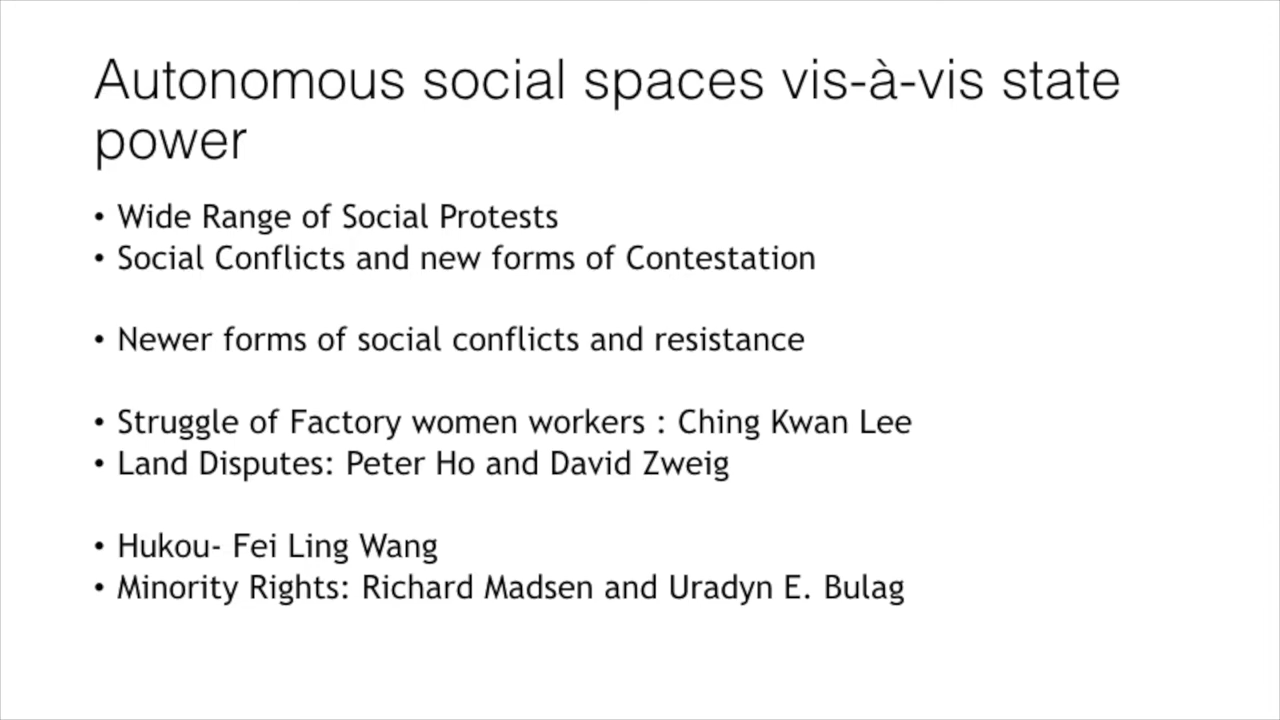 Autonomous social spaces vis-à-vis state
power
• Wide Range of Social Protests
• Social Conflicts and new forms of Contestation
• Newer forms of social conflicts and resistance
• Struggle of Factory women workers : Ching Kwan Lee
• Land Disputes: Peter Ho and David Zweig
• Hukou- Fei Ling Wang
• Minority Rights: Richard Madsen and Uradyn E. Bulag